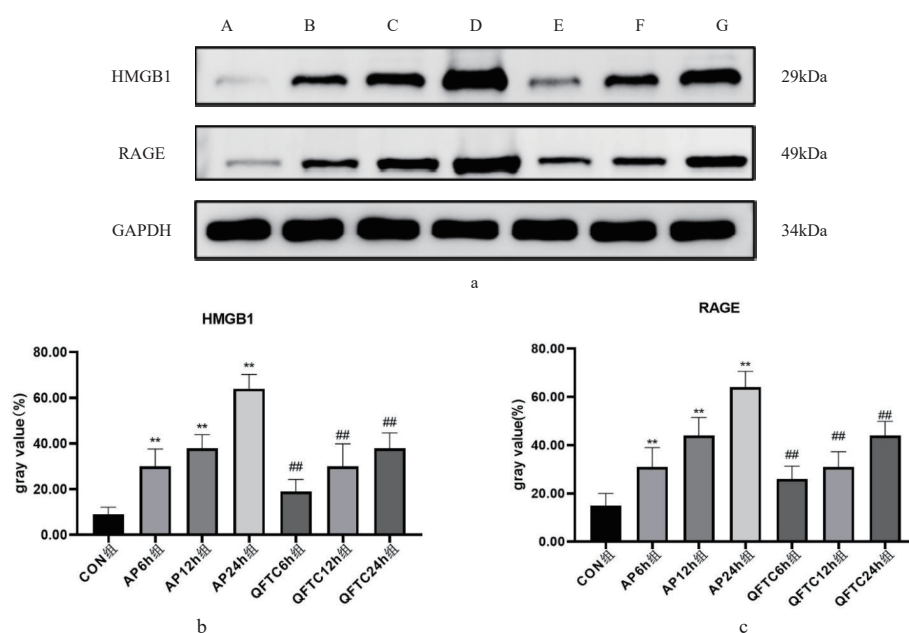 A B C D E F G
HMGB1 29kDa
RAGE 49kDa
GAPDH 34kDa
a
HMGB1
gray value(%)
80.00
60.00
40.00
20.00
0.00
** ** ** ## ## ##
CON组 AP6h组 AP12h组 AP24h组 QFTC6h组 QFTC12h组 QFTC24h组
b
RAGE
gray value(%)
80.00
60.00
40.00
20.00
0.00
** ** ** ## ## ##
CON组 AP6h组 AP12h组 AP24h组 QFTC6h组 QFTC12h组 QFTC24h组
c